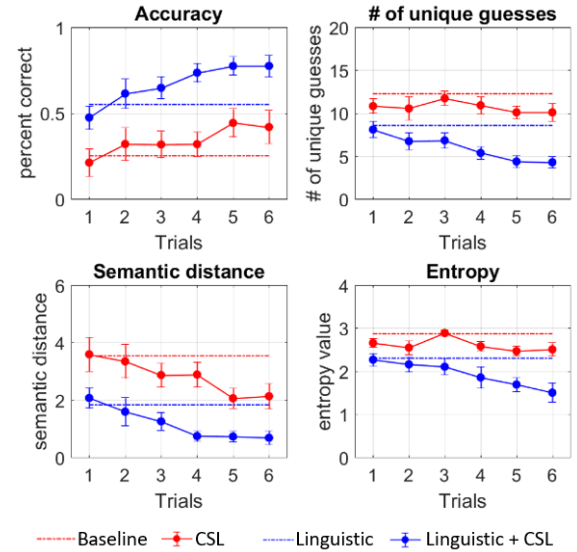 Accuracy
percent correct
1
0.5
0
1 2 3 4 5 6
Trials
# of unique guesses
# of unique guesses
20
15
10
5
0
1 2 3 4 5 6
Trials
Semantic distance
semantic distance
6
4
2
0
1 2 3 4 5 6
Trials
Entropy
entropy value
4
3
2
1
0
1 2 3 4 5 6
Trials
Baseline CSL Linguistic Linguistic + CSL